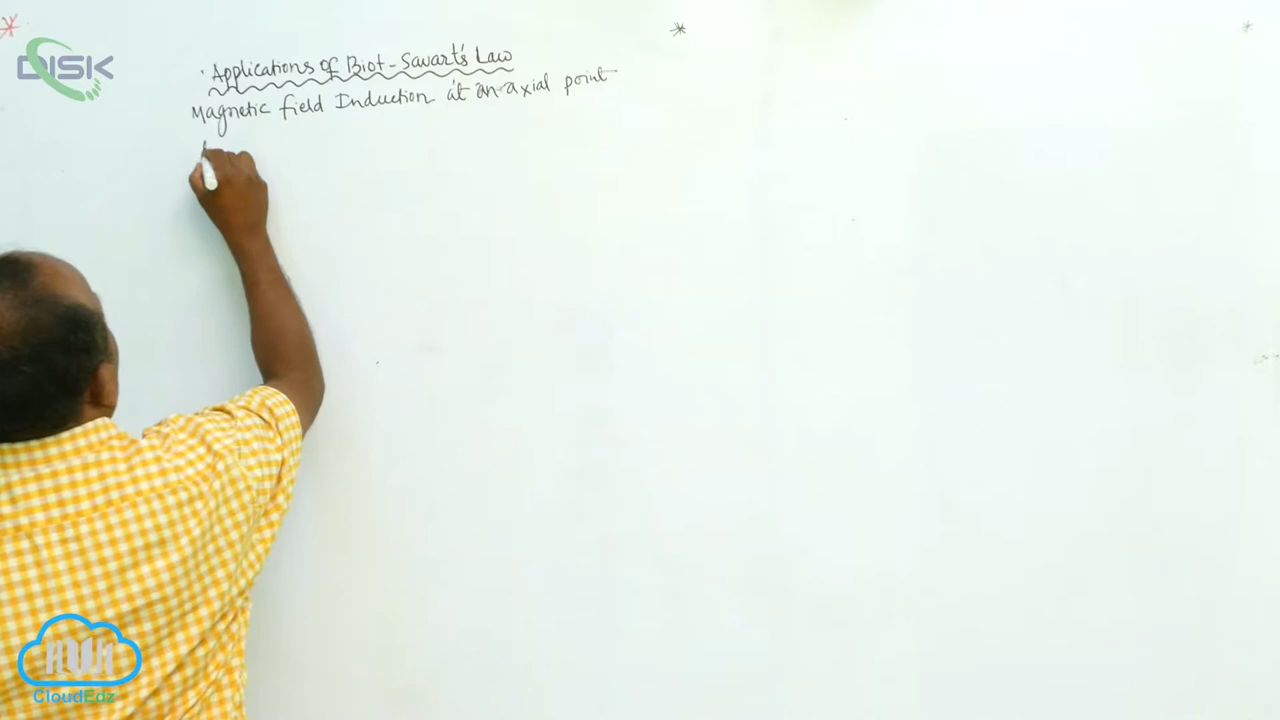 DISK
Applications of Biot-Savart's Law
Magnetic field Induction at an axial point
CloudEdz